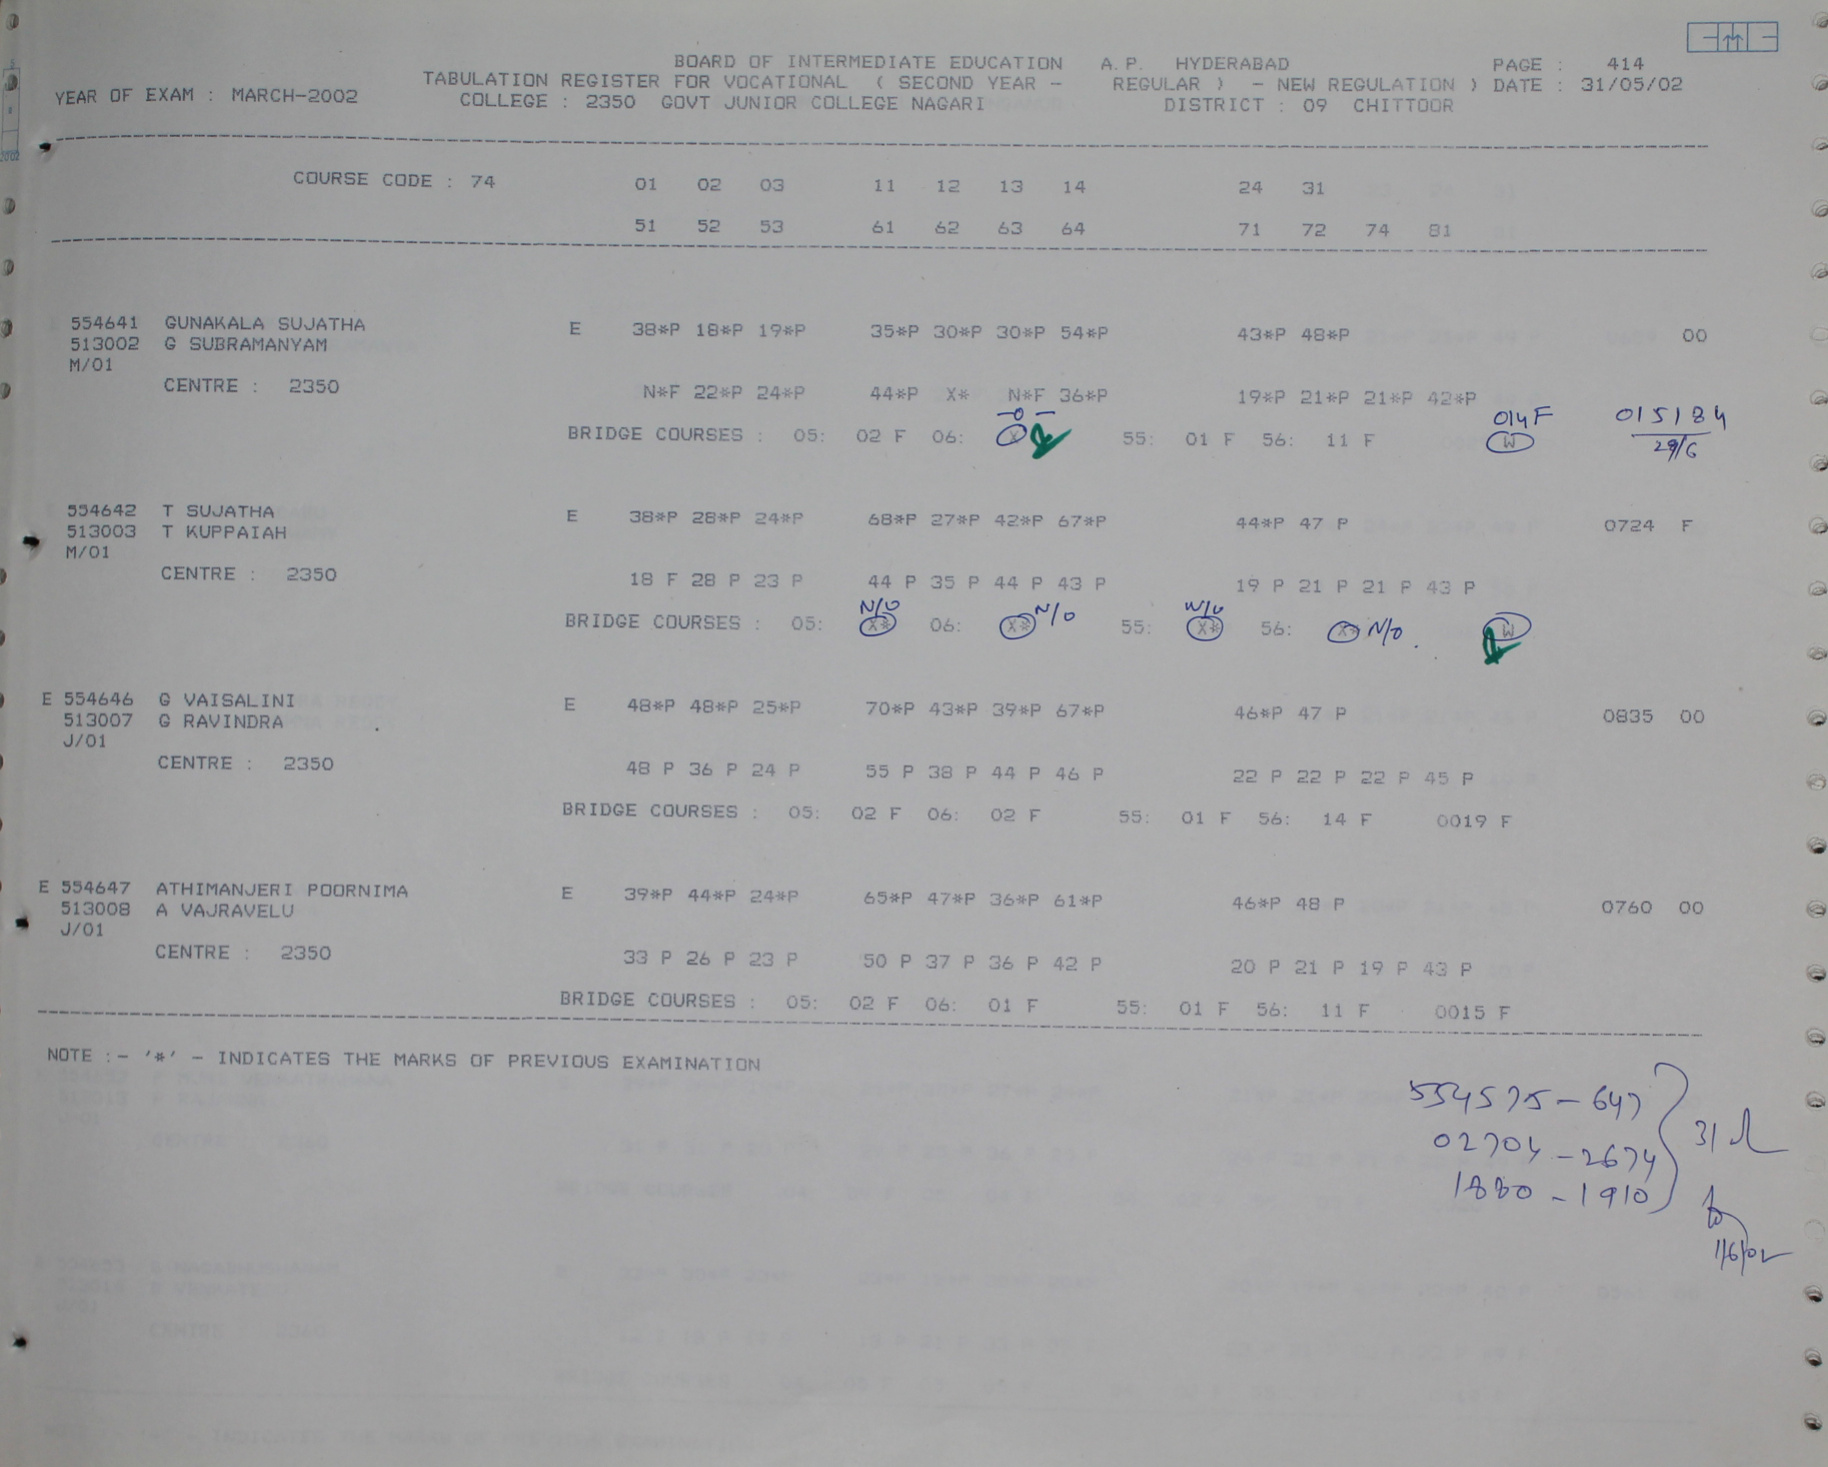 BOARD OF INTERMEDIATE EDUCATION A.P. HYDERABAD PAGE : 414
TABULATION REGISTER FOR VOCATIONAL ( SECOND YEAR - REGULAR ) - NEW REGULATION ) DATE : 31/05/02
YEAR OF EXAM : MARCH-2002 COLLEGE : 2350 GOVT JUNIOR COLLEGE NAGARI DISTRICT : 09 CHITTOOR
COURSE CODE : 74 01 02 03 11 12 13 14 24 31
51 52 53 61 62 63 64 71 72 74 81
554641 GUNAKALA SUJATHA E 38*P 18*P 19*P 35*P 30*P 30*P 54*P 43*P 48*P 00
513002 G SUBRAMANYAM
M/01
CENTRE : 2350 N*F 22*P 24*P 44*P X* N*F 36*P 19*P 21*P 21*P 42*P
-0- 014F 015184
BRIDGE COURSES : 05: 02 F 06: X 55: 01 F 56: 11 F W 29/6
554642 T SUJATHA E 38*P 28*P 24*P 68*P 27*P 42*P 67*P 44*P 47 P 0724 F
513003 T KUPPAIAH
M/01
CENTRE : 2350 18 F 28 P 23 P 44 P 35 P 44 P 43 P 19 P 21 P 21 P 43 P
N/0 N/0 N/0
BRIDGE COURSES : 05: X* 06: X* 55: X* 56: X* N/0. W
E 554646 G VAISALINI E 48*P 48*P 25*P 70*P 43*P 39*P 67*P 46*P 47 P 0835 00
513007 G RAVINDRA
J/01
CENTRE : 2350 48 P 36 P 24 P 55 P 38 P 44 P 46 P 22 P 22 P 22 P 45 P
BRIDGE COURSES : 05: 02 F 06: 02 F 55: 01 F 56: 14 F 0019 F
E 554647 ATHIMANJERI POORNIMA E 39*P 44*P 24*P 65*P 47*P 36*P 61*P 46*P 48 P 0760 00
513008 A VAJRAVELU
J/01
CENTRE : 2350 33 P 26 P 23 P 50 P 37 P 36 P 42 P 20 P 21 P 19 P 43 P
BRIDGE COURSES : 05: 02 F 06: 01 F 55: 01 F 56: 11 F 0015 F
NOTE :- '*' - INDICATES THE MARKS OF PREVIOUS EXAMINATION
554575-647
02704-2674 31
1880-1910
1/6/02